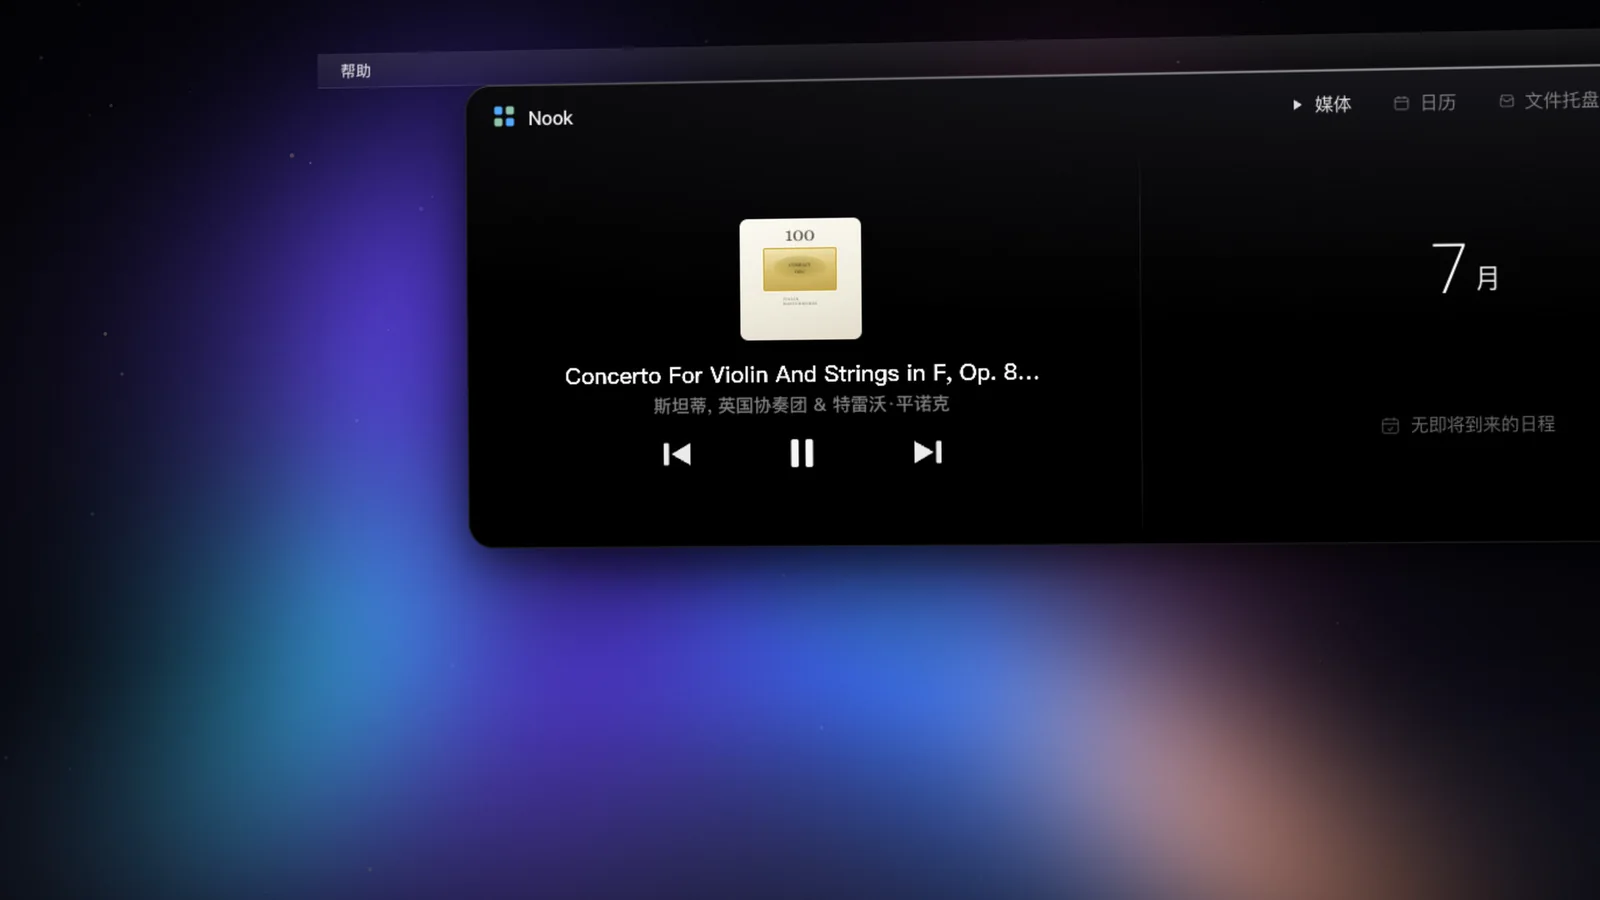 帮助
Nook
媒体
日历
文件托盘
100
Concerto For Violin And Strings in F, Op. 8...
斯坦蒂, 英国协奏团 & 特雷沃·平诺克
7月
无即将到来的日程